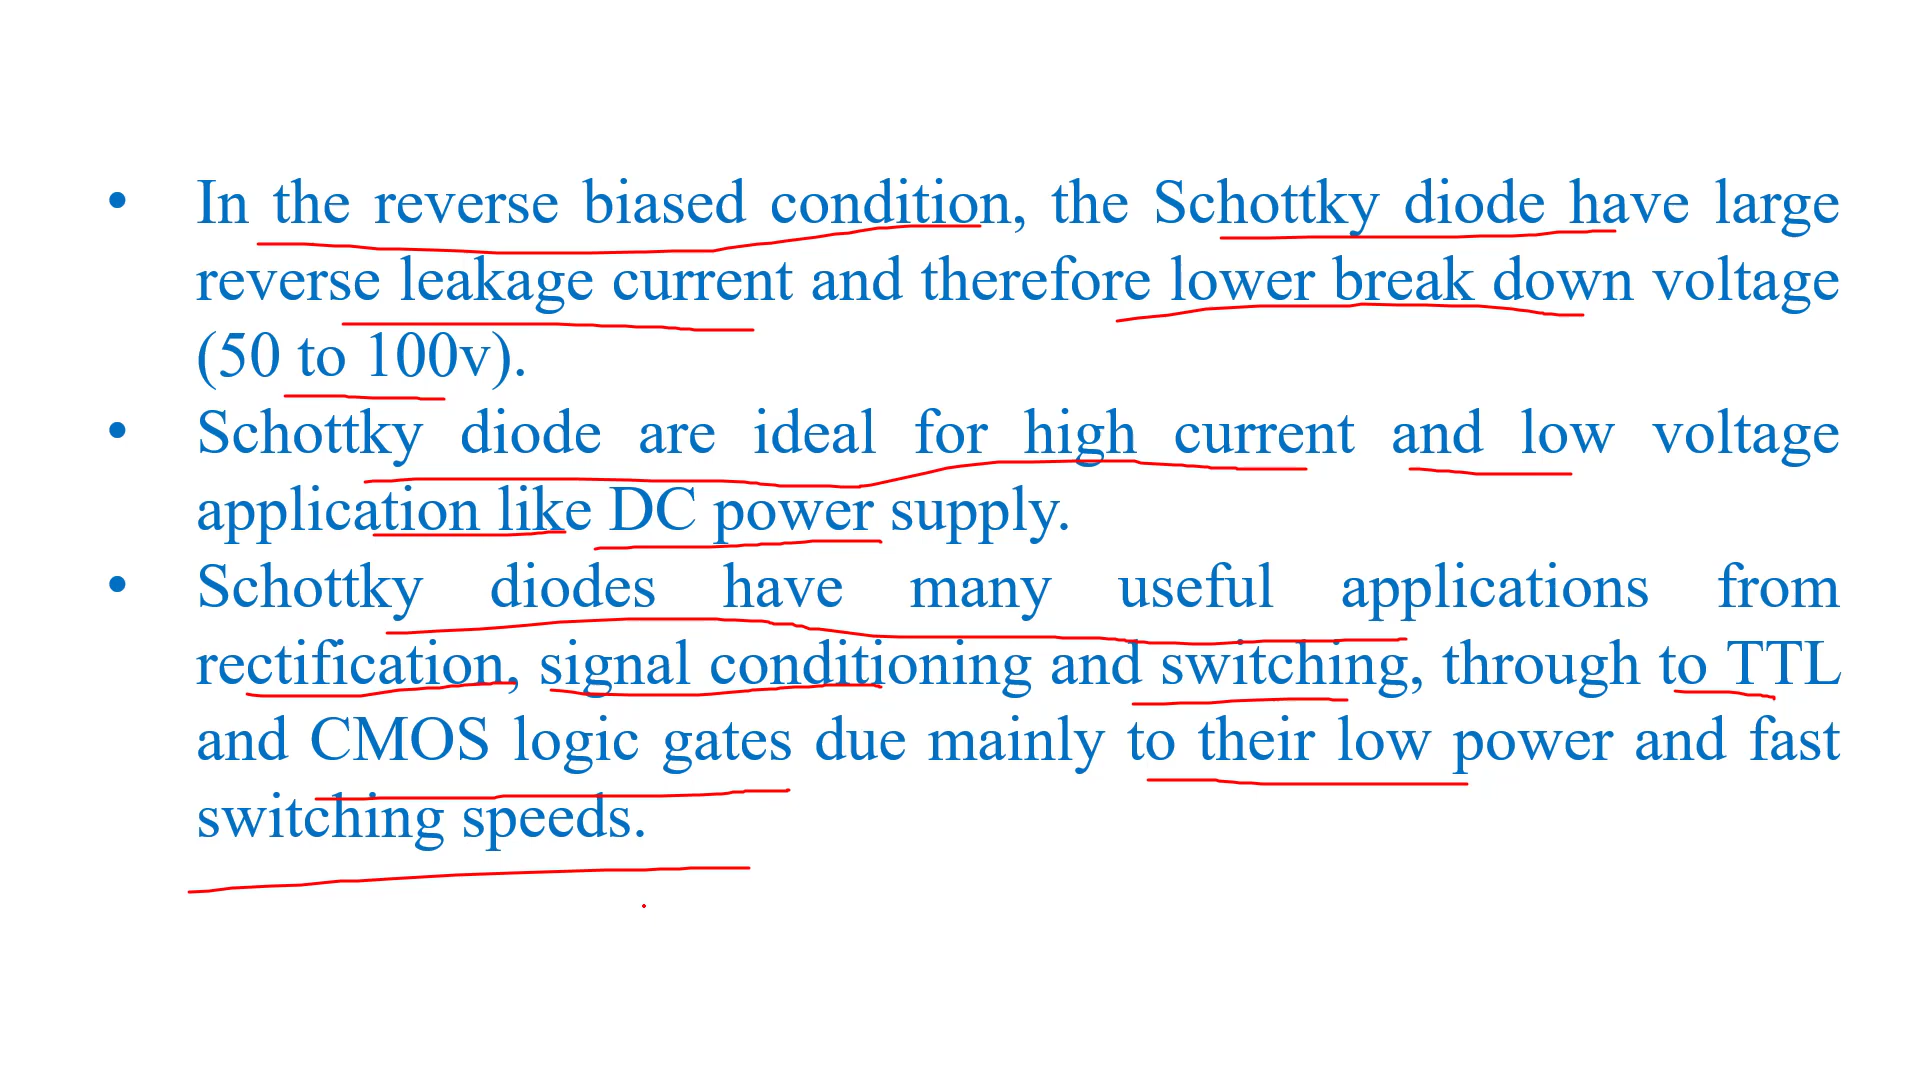 • In the reverse biased condition, the Schottky diode have large
reverse leakage current and therefore lower break down voltage
(50 to 100v).
• Schottky diode are ideal for high current and low voltage
application like DC power supply.
• Schottky diodes have many useful applications from
rectification, signal conditioning and switching, through to TTL
and CMOS logic gates due mainly to their low power and fast
switching speeds.